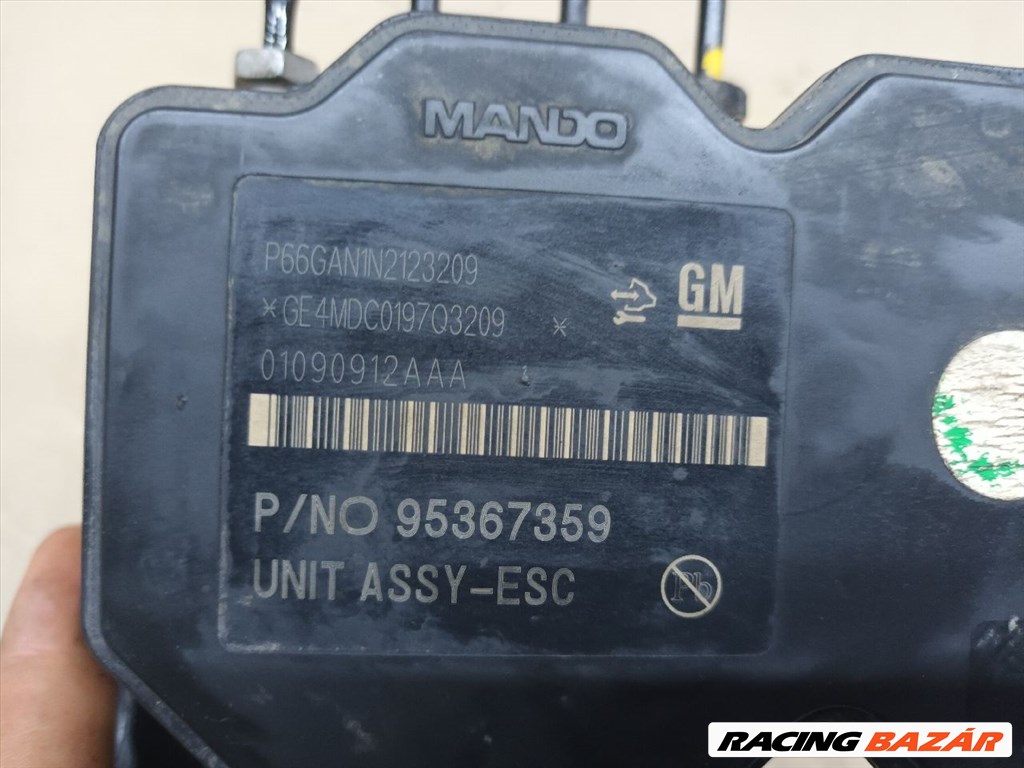 MANDO
P66GAN1N2123209
*GE4MDC0197Q3209 *
GM
01090912AAA
P/NO 95367359
UNIT ASSY-ESC
Pb
RACING BAZÁR